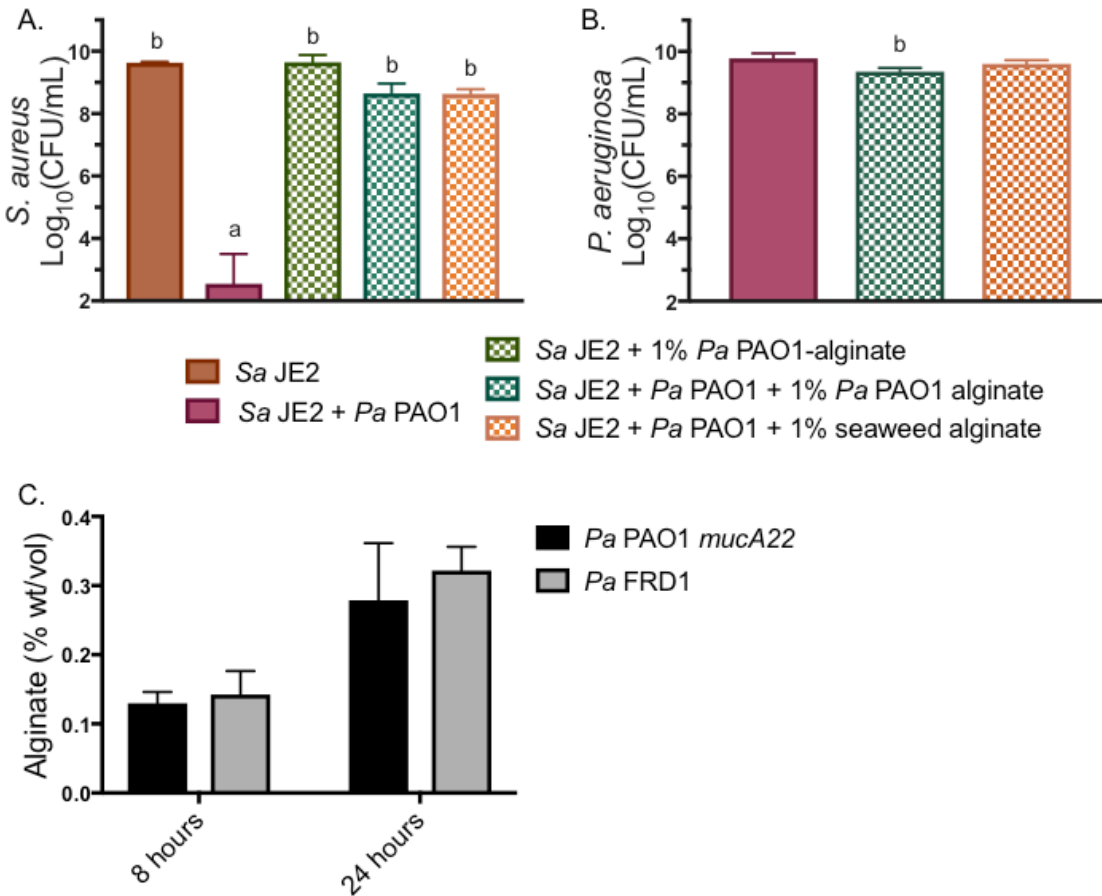 A.
S. aureus
Log10(CFU/mL)
10
8
6
4
2
b
a
b
b
b
B.
P. aeruginosa
Log10(CFU/mL)
10
8
6
4
2
b
Sa JE2
Sa JE2 + Pa PAO1
Sa JE2 + 1% Pa PAO1-alginate
Sa JE2 + Pa PAO1 + 1% Pa PAO1 alginate
Sa JE2 + Pa PAO1 + 1% seaweed alginate
C.
Alginate (% wt/vol)
0.4
0.3
0.2
0.1
0.0
8 hours
24 hours
Pa PAO1 mucA22
Pa FRD1